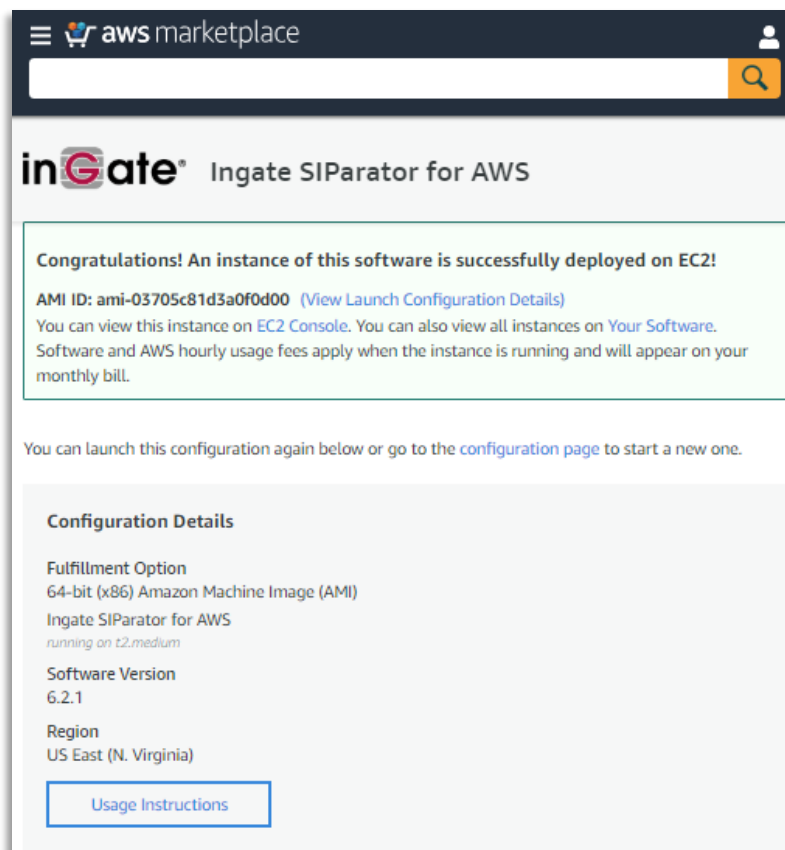 aws marketplace
inGate® Ingate SIParator for AWS
Congratulations! An instance of this software is successfully deployed on EC2!
AMI ID: ami-03705c81d3a0f0d00 (View Launch Configuration Details)
You can view this instance on EC2 Console. You can also view all instances on Your Software.
Software and AWS hourly usage fees apply when the instance is running and will appear on your
monthly bill.
You can launch this configuration again below or go to the configuration page to start a new one.
Configuration Details
Fulfillment Option
64-bit (x86) Amazon Machine Image (AMI)
Ingate SIParator for AWS
running on t2.medium
Software Version
6.2.1
Region
US East (N. Virginia)
Usage Instructions